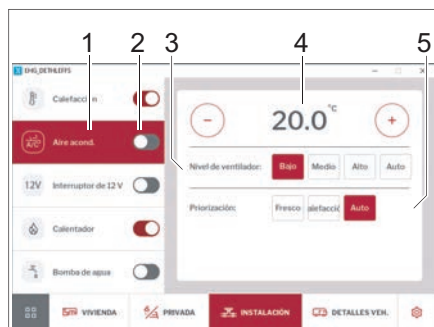 1 2 3 4 5
EHG_DETHLEFFS
Calefacción
Aire acond.
A/C
12V Interruptor de 12 V
Calentador
Bomba de agua
20.0 °C
Nivel de ventilador: Bajo Medio Alto Auto
Priorización: Fresco alefacció Auto
VIVIENDA PRIVADA INSTALACIÓN DETALLES VEH.